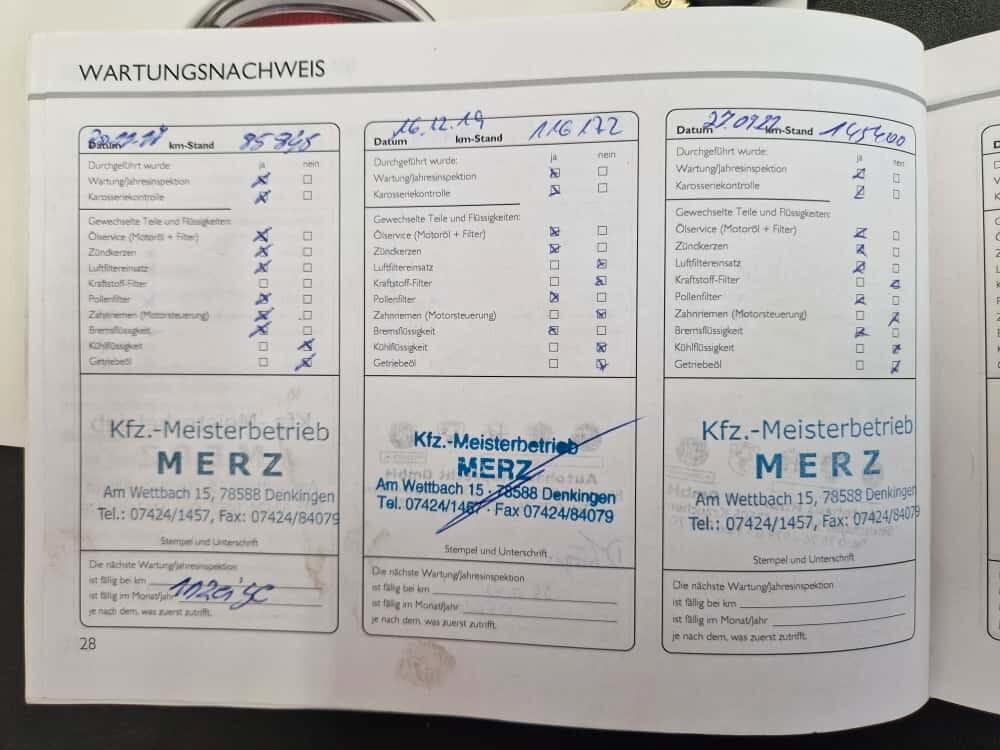 WARTUNGSNACHWEIS
Datum km-Stand 95 345
ja nein
Durchgeführt wurde:
Wartung/Jahresinspektion
Karosseriekontrolle
Gewechselte Teile und Flüssigkeiten:
Ölservice (Motoröl + Filter)
Zündkerzen
Luftfiltereinsatz
Kraftstoff-Filter
Pollenfilter
Zahnriemen (Motorsteuerung)
Bremsflüssigkeit
Kühlflüssigkeit
Getriebeöl
Kfz.-Meisterbetrieb
MERZ
Am Wettbach 15, 78588 Denkingen
Tel.: 07424/1457, Fax: 07424/84079
Stempel und Unterschrift
Die nächste Wartung/Jahresinspektion
ist fällig bei km
ist fällig im Monat/Jahr
je nach dem, was zuerst zutrifft.
28
16.12.19
Datum km-Stand 116 172
ja nein
Durchgeführt wurde:
Wartung/Jahresinspektion
Karosseriekontrolle
Gewechselte Teile und Flüssigkeiten:
Ölservice (Motoröl + Filter)
Zündkerzen
Luftfiltereinsatz
Kraftstoff-Filter
Pollenfilter
Zahnriemen (Motorsteuerung)
Bremsflüssigkeit
Kühlflüssigkeit
Getriebeöl
Kfz.-Meisterbetrieb
MERZ
Am Wettbach 15 · 78588 Denkingen
Tel. 07424/1457 · Fax 07424/84079
Stempel und Unterschrift
Die nächste Wartung/Jahresinspektion
ist fällig bei km
ist fällig im Monat/Jahr
je nach dem, was zuerst zutrifft.
27.09.22
Datum km-Stand 145400
ja nein
Durchgeführt wurde:
Wartung/Jahresinspektion
Karosseriekontrolle
Gewechselte Teile und Flüssigkeiten:
Ölservice (Motoröl + Filter)
Zündkerzen
Luftfiltereinsatz
Kraftstoff-Filter
Pollenfilter
Zahnriemen (Motorsteuerung)
Bremsflüssigkeit
Kühlflüssigkeit
Getriebeöl
Kfz.-Meisterbetrieb
MERZ
Am Wettbach 15, 78588 Denkingen
Tel.: 07424/1457, Fax: 07424/84079
Stempel und Unterschrift
Die nächste Wartung/Jahresinspektion
ist fällig bei km
ist fällig im Monat/Jahr
je nach dem, was zuerst zutrifft.